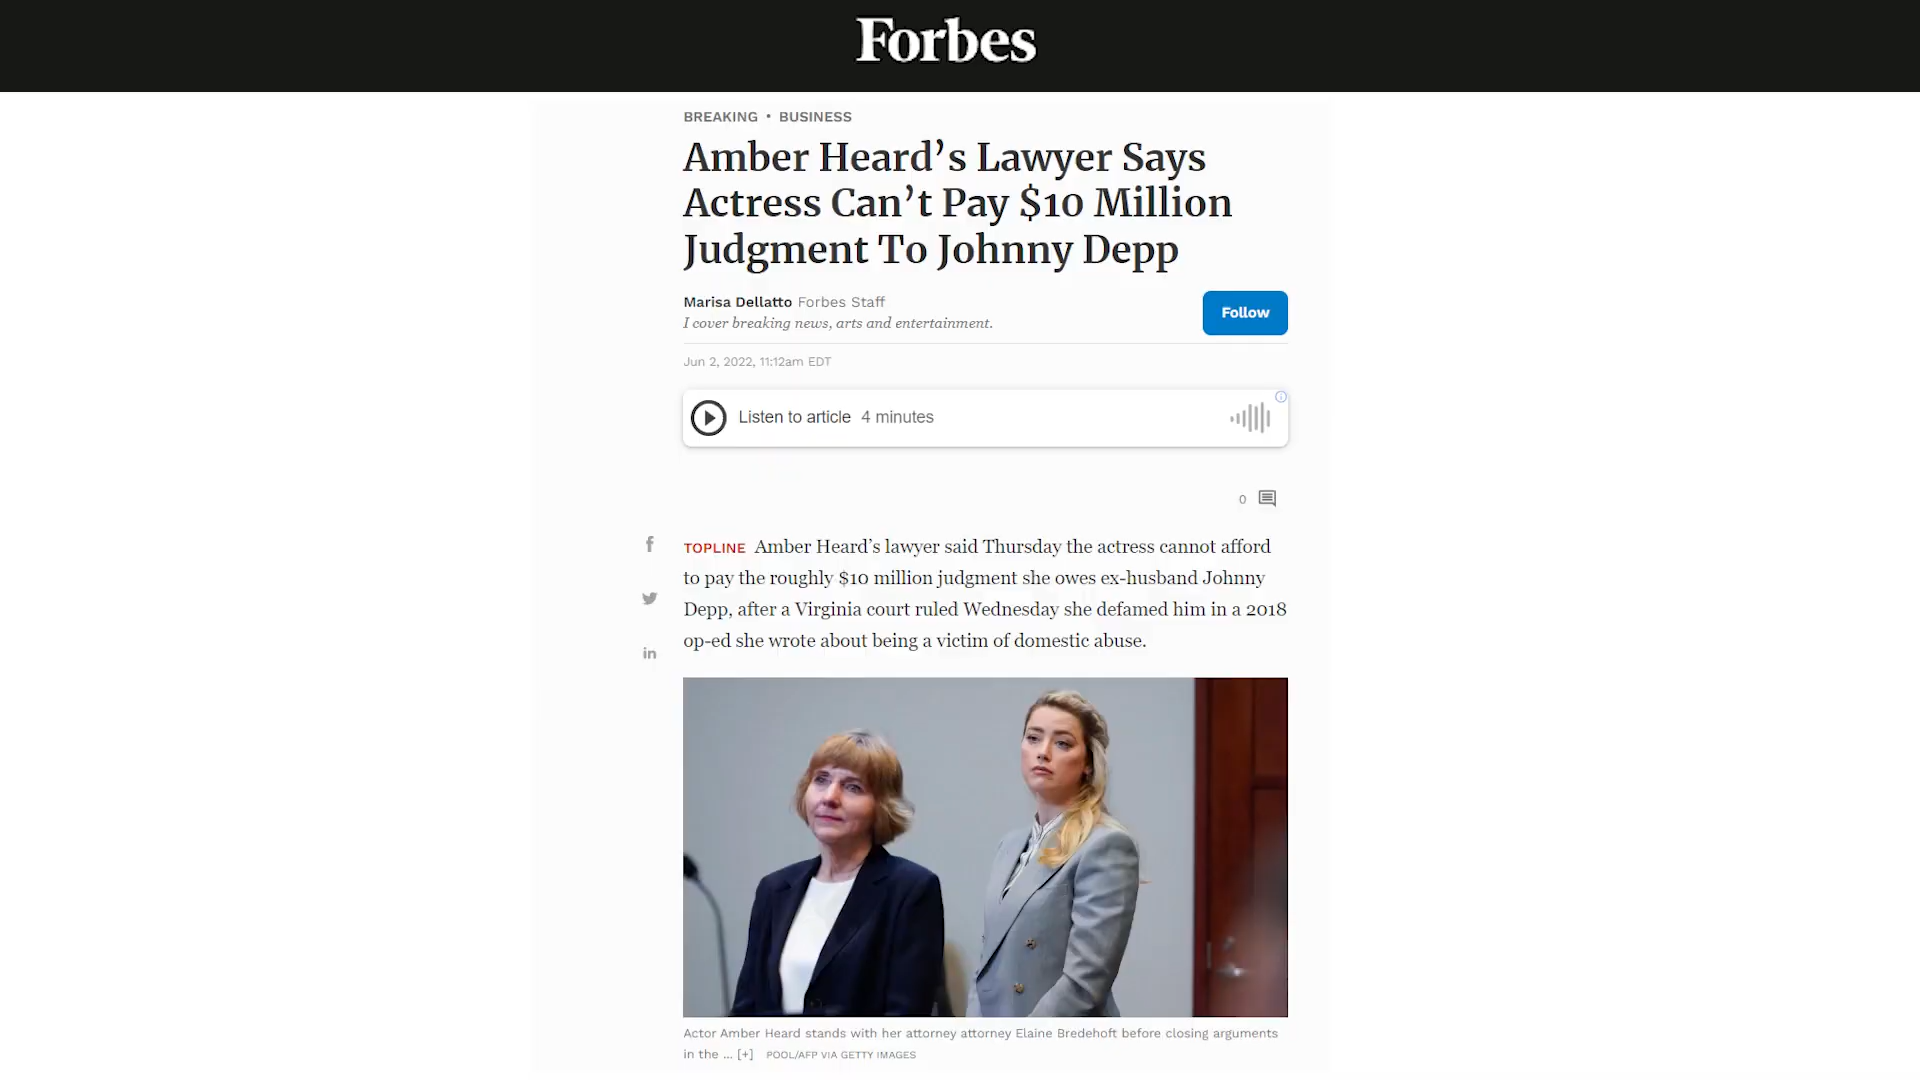 Forbes
BREAKING • BUSINESS
Amber Heard’s Lawyer Says
Actress Can’t Pay $10 Million
Judgment To Johnny Depp
Marisa Dellatto Forbes Staff
I cover breaking news, arts and entertainment.
Follow
Jun 2, 2022, 11:12am EDT
Listen to article 4 minutes
0
TOPLINE Amber Heard’s lawyer said Thursday the actress cannot afford
to pay the roughly $10 million judgment she owes ex-husband Johnny
Depp, after a Virginia court ruled Wednesday she defamed him in a 2018
op-ed she wrote about being a victim of domestic abuse.
Actor Amber Heard stands with her attorney attorney Elaine Bredehoft before closing arguments
in the ... [+] POOL/AFP VIA GETTY IMAGES